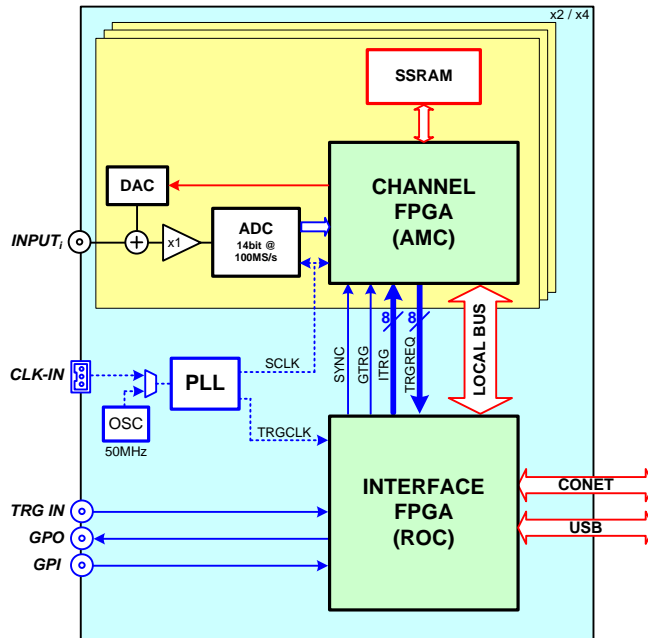 x2 / x4
SSRAM
CHANNEL
FPGA
(AMC)
DAC
INPUTi
x1
ADC
14bit @
100MS/s
SYNC
GTRG
8
ITRG
8
TRGREQ
LOCAL BUS
CLK-IN
PLL
SCLK
TRGCLK
OSC
50MHz
INTERFACE
FPGA
(ROC)
CONET
USB
TRG IN
GPO
GPI